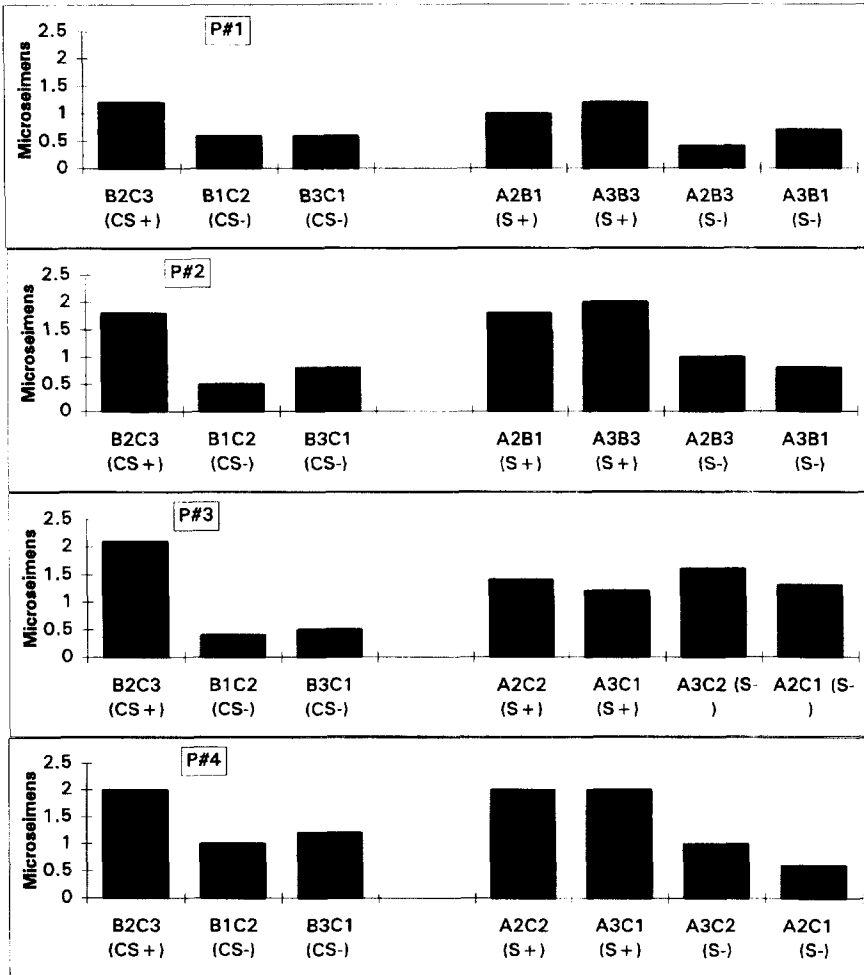 P#1
Microseimens
2.5
2
1.5
1
0.5
0
B2C3 B1C2 B3C1 A2B1 A3B3 A2B3 A3B1
(CS+) (CS-) (CS-) (S+) (S+) (S-) (S-)
P#2
Microseimens
2.5
2
1.5
1
0.5
0
B2C3 B1C2 B3C1 A2B1 A3B3 A2B3 A3B1
(CS+) (CS-) (CS-) (S+) (S+) (S-) (S-)
P#3
Microseimens
2.5
2
1.5
1
0.5
0
B2C3 B1C2 B3C1 A2C2 A3C1 A3C2 (S- A2C1 (S-
(CS+) (CS-) (CS-) (S+) (S+) ) )
P#4
Microseimens
2.5
2
1.5
1
0.5
0
B2C3 B1C2 B3C1 A2C2 A3C1 A3C2 A2C1
(CS+) (CS-) (CS-) (S+) (S+) (S-) (S-)